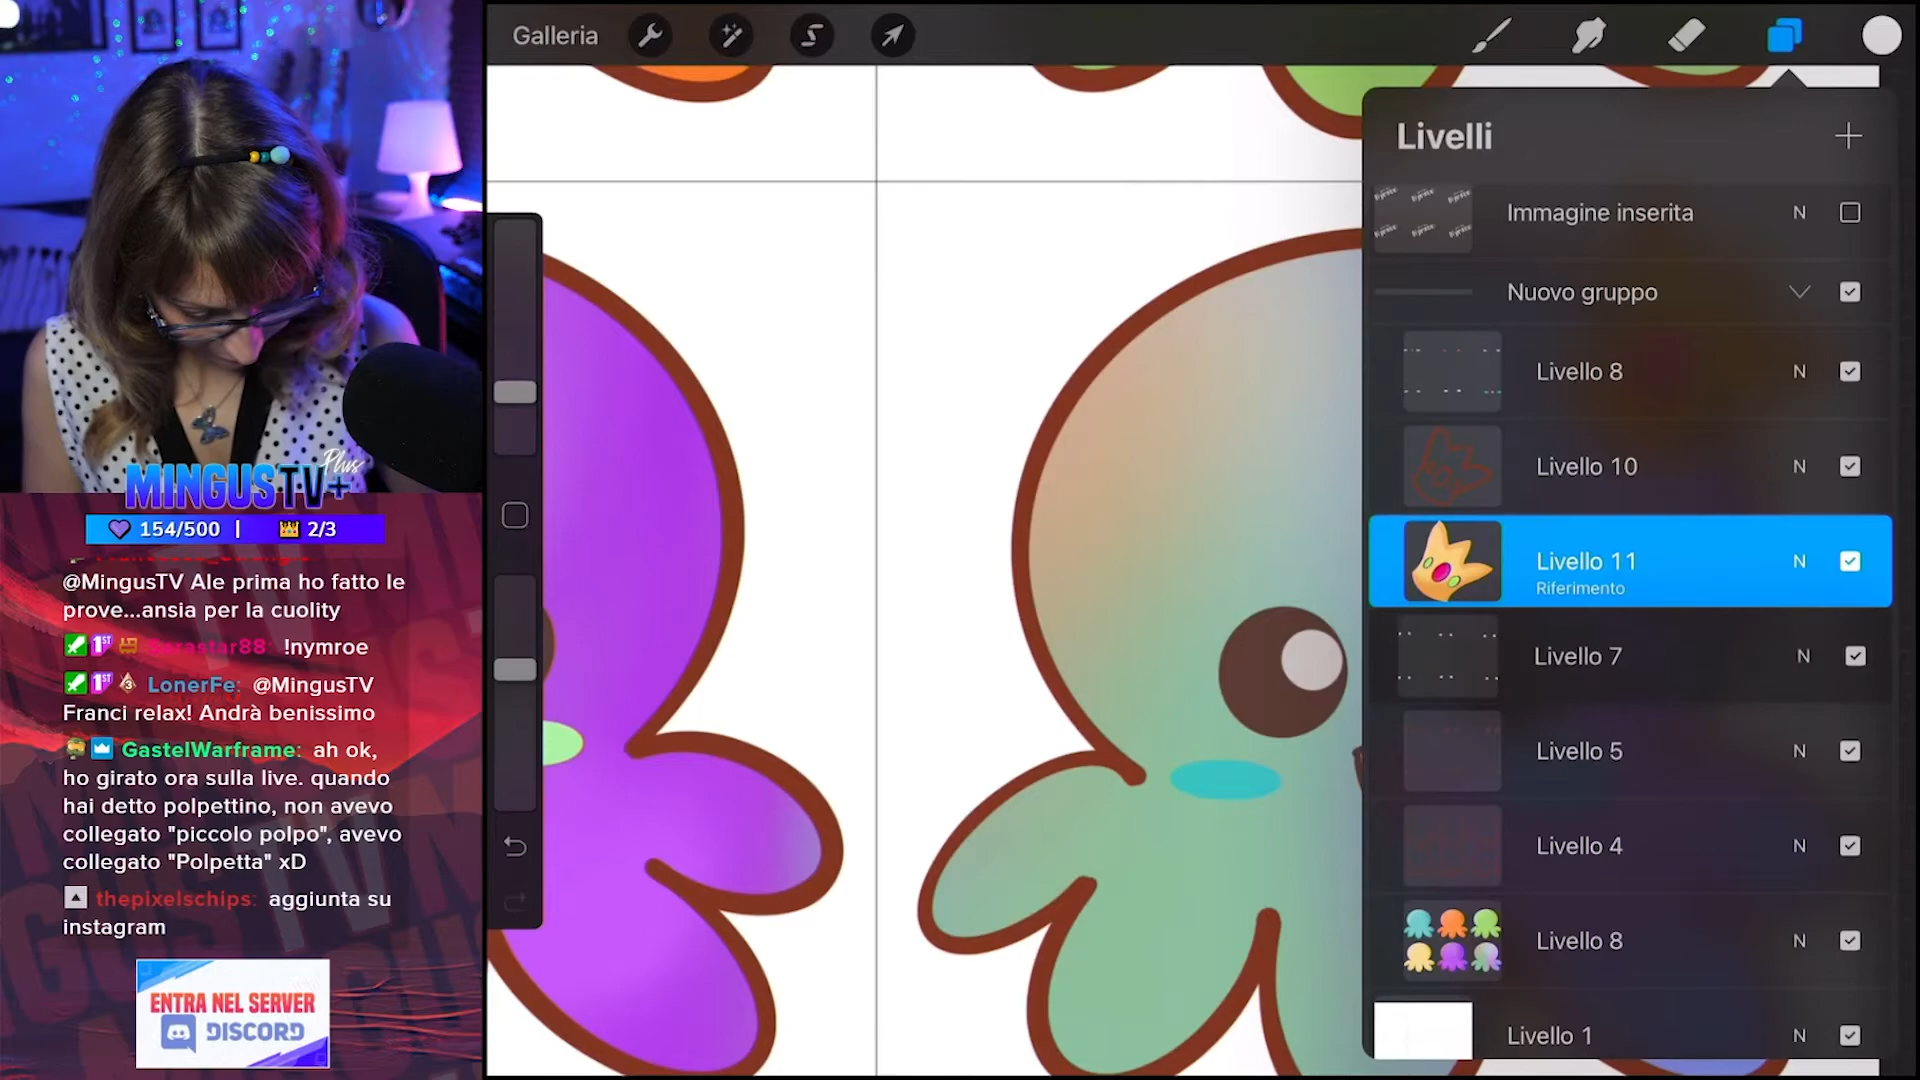 Galleria
Livelli
Immagine inserita N
Nuovo gruppo
Livello 8 N
Livello 10 N
Livello 11 N
Riferimento
Livello 7 N
Livello 5 N
Livello 4 N
Livello 8 N
Livello 1 N
MINGUSTV+
Plus
154/500 | 2/3
@MingusTV Ale prima ho fatto le
prove...ansia per la cuolity
1ST Sarastar88: !nymroe
1ST 3 LonerFe: @MingusTV
Franci relax! Andrà benissimo
GastelWarframe: ah ok,
ho girato ora sulla live. quando
hai detto polpettino, non avevo
collegato "piccolo polpo", avevo
collegato "Polpetta" xD
thepixelschips: aggiunta su
instagram
ENTRA NEL SERVER
DISCORD